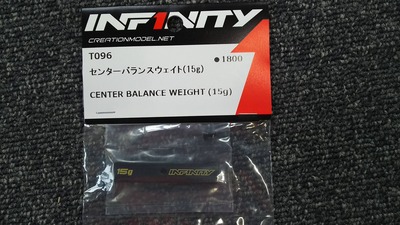 INF1NITY
CREATIONMODEL.NET
T096
●1800
センターバランスウェイト(15g)
CENTER BALANCE WEIGHT (15g)
15g INFINITY